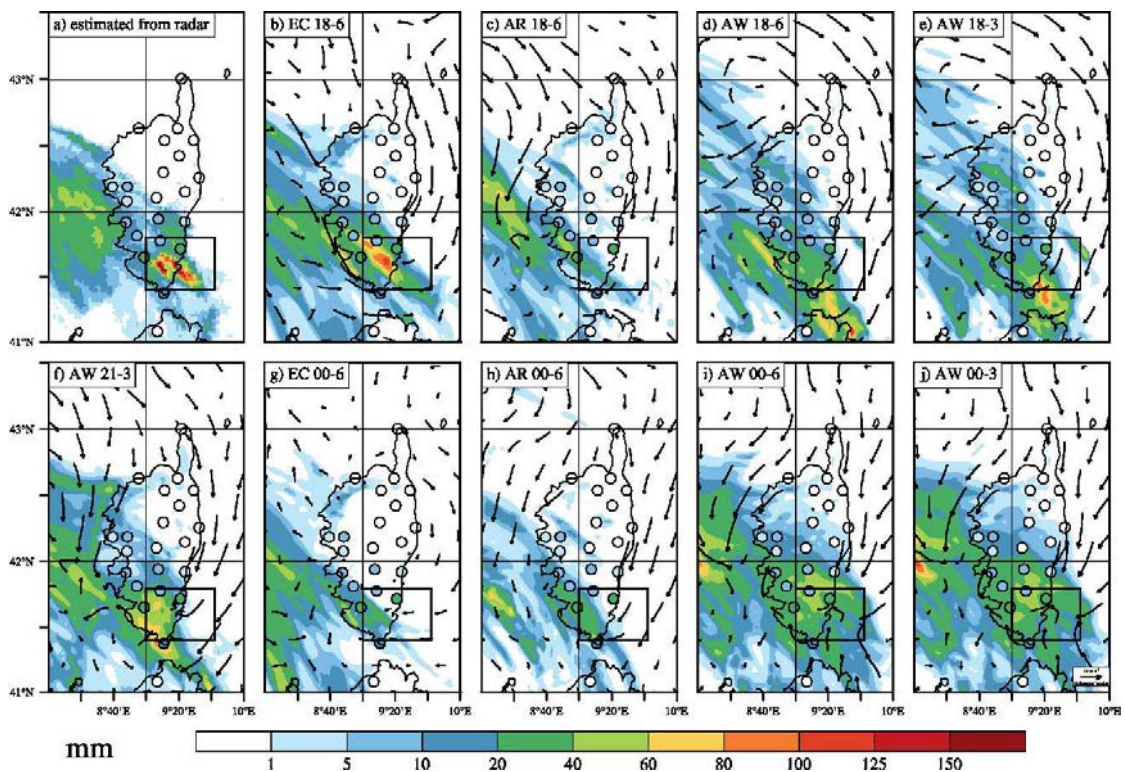 a) estimated from radar
b) EC 18-6
c) AR 18-6
d) AW 18-6
e) AW 18-3
43°N
42°N
41°N
f) AW 21-3
g) EC 00-6
h) AR 00-6
i) AW 00-6
j) AW 00-3
43°N
42°N
41°N
8°40'E 9°20'E 10°E 8°40'E 9°20'E 10°E 8°40'E 9°20'E 10°E 8°40'E 9°20'E 10°E 8°40'E 9°20'E 10°E
mm
1 5 10 20 40 60 80 100 125 150